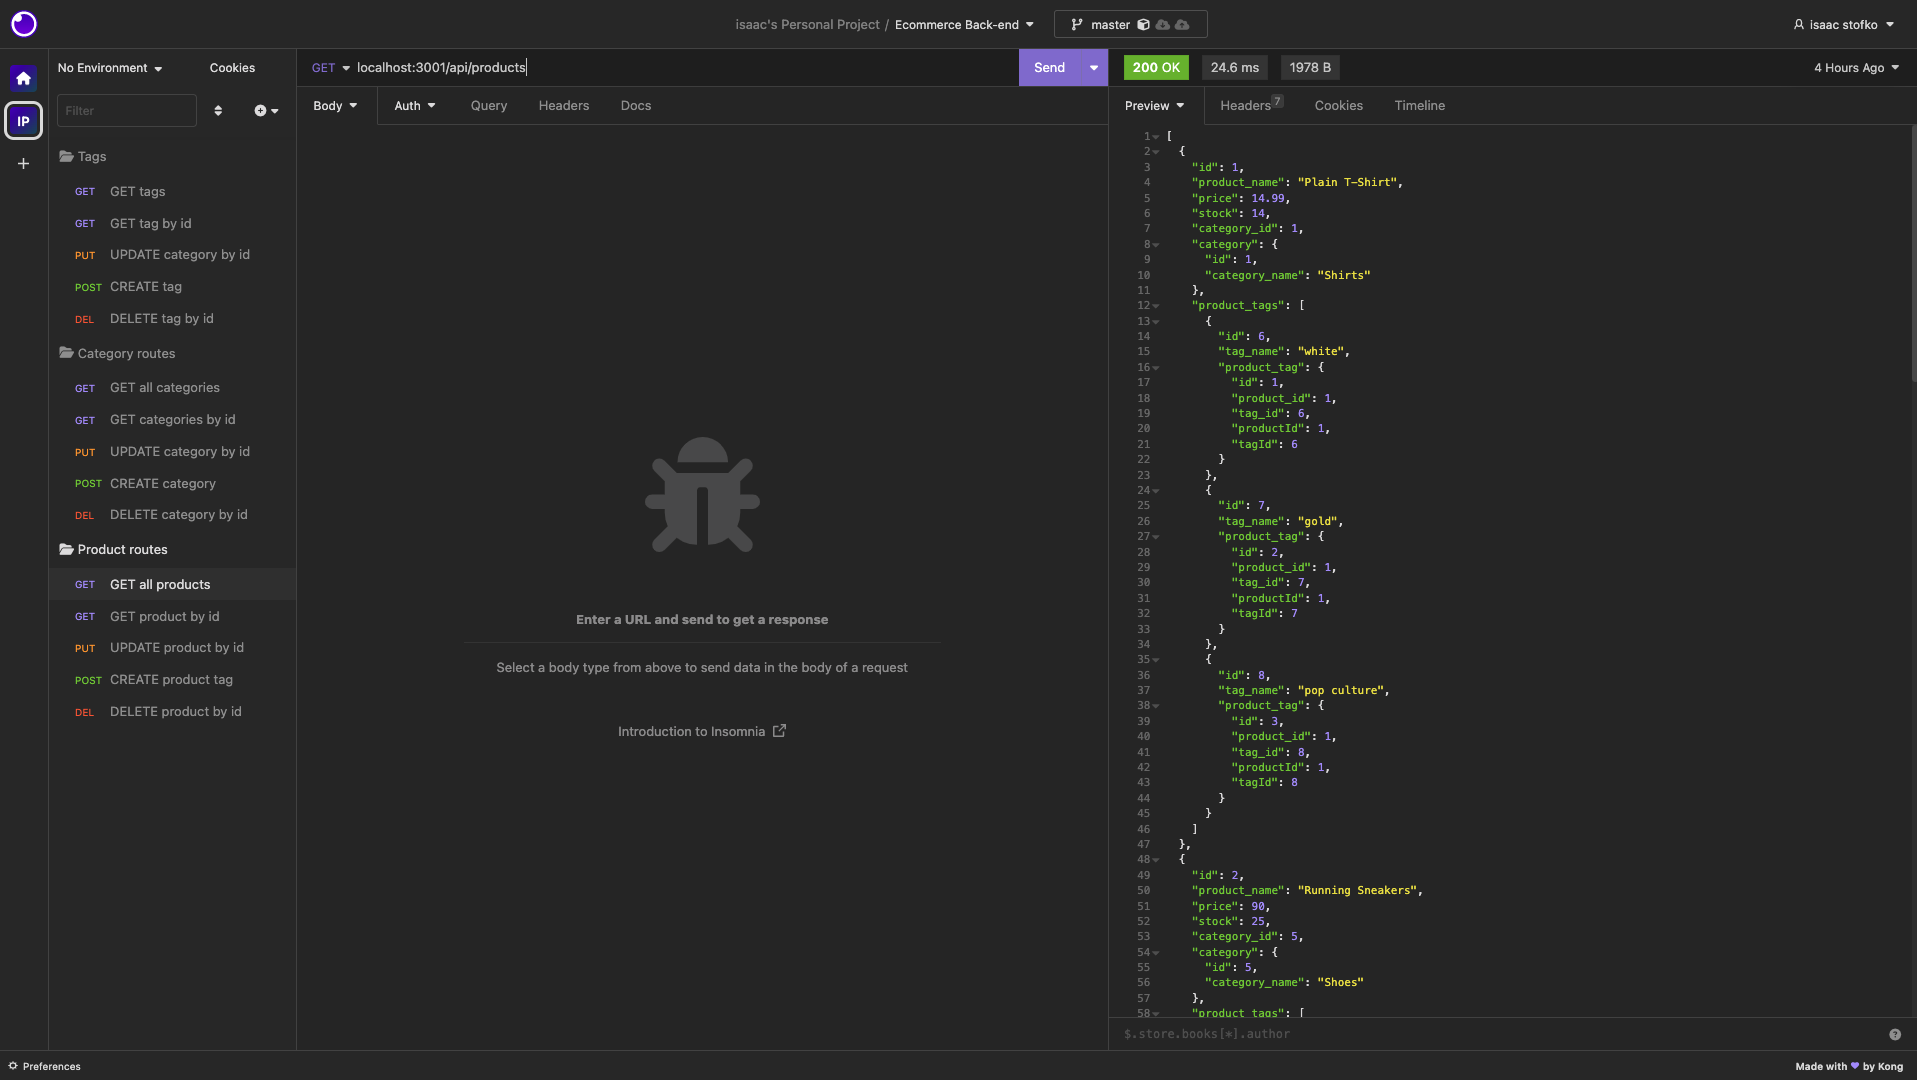 isaac's Personal Project / Ecommerce Back-end
master
isaac stofko
No Environment
Cookies
GET localhost:3001/api/products
Send
200 OK
24.6 ms
1978 B
4 Hours Ago
IP
Filter
Body
Auth
Query
Headers
Docs
Preview
Headers 7
Cookies
Timeline
Tags
GET GET tags
GET GET tag by id
PUT UPDATE category by id
POST CREATE tag
DEL DELETE tag by id
Category routes
GET GET all categories
GET GET categories by id
PUT UPDATE category by id
POST CREATE category
DEL DELETE category by id
Product routes
GET GET all products
GET GET product by id
PUT UPDATE product by id
POST CREATE product tag
DEL DELETE product by id
Enter a URL and send to get a response
Select a body type from above to send data in the body of a request
Introduction to Insomnia
1 [
2 {
3 "id": 1,
4 "product_name": "Plain T-Shirt",
5 "price": 14.99,
6 "stock": 14,
7 "category_id": 1,
8 "category": {
9 "id": 1,
10 "category_name": "Shirts"
11 },
12 "product_tags": [
13 {
14 "id": 6,
15 "tag_name": "white",
16 "product_tag": {
17 "id": 1,
18 "product_id": 1,
19 "tag_id": 6,
20 "productId": 1,
21 "tagId": 6
22 }
23 },
24 {
25 "id": 7,
26 "tag_name": "gold",
27 "product_tag": {
28 "id": 2,
29 "product_id": 1,
30 "tag_id": 7,
31 "productId": 1,
32 "tagId": 7
33 }
34 },
35 {
36 "id": 8,
37 "tag_name": "pop culture",
38 "product_tag": {
39 "id": 3,
40 "product_id": 1,
41 "tag_id": 8,
42 "productId": 1,
43 "tagId": 8
44 }
45 }
46 ]
47 },
48 {
49 "id": 2,
50 "product_name": "Running Sneakers",
51 "price": 90,
52 "stock": 25,
53 "category_id": 5,
54 "category": {
55 "id": 5,
56 "category_name": "Shoes"
57 },
58 "product_tags": [
$.store.books[*].author
Preferences
Made with by Kong